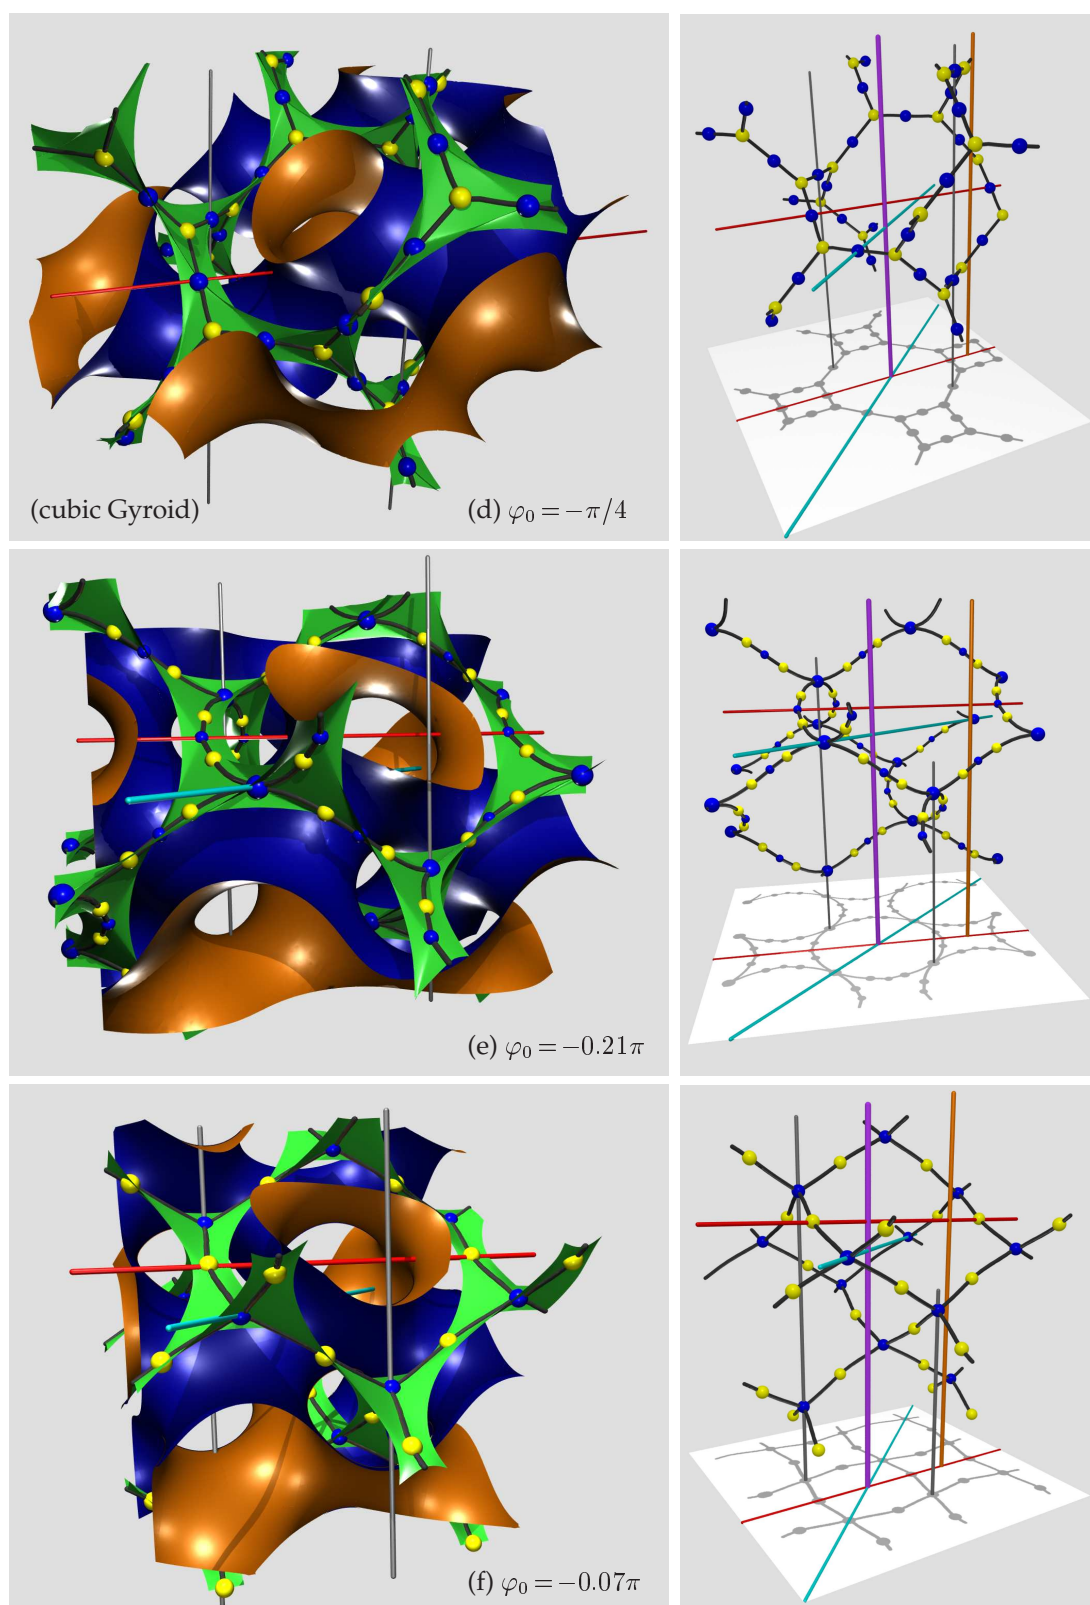 (cubic Gyroid) (d) φ₀ = −π/4
(e) φ₀ = −0.21π
(f) φ₀ = −0.07π